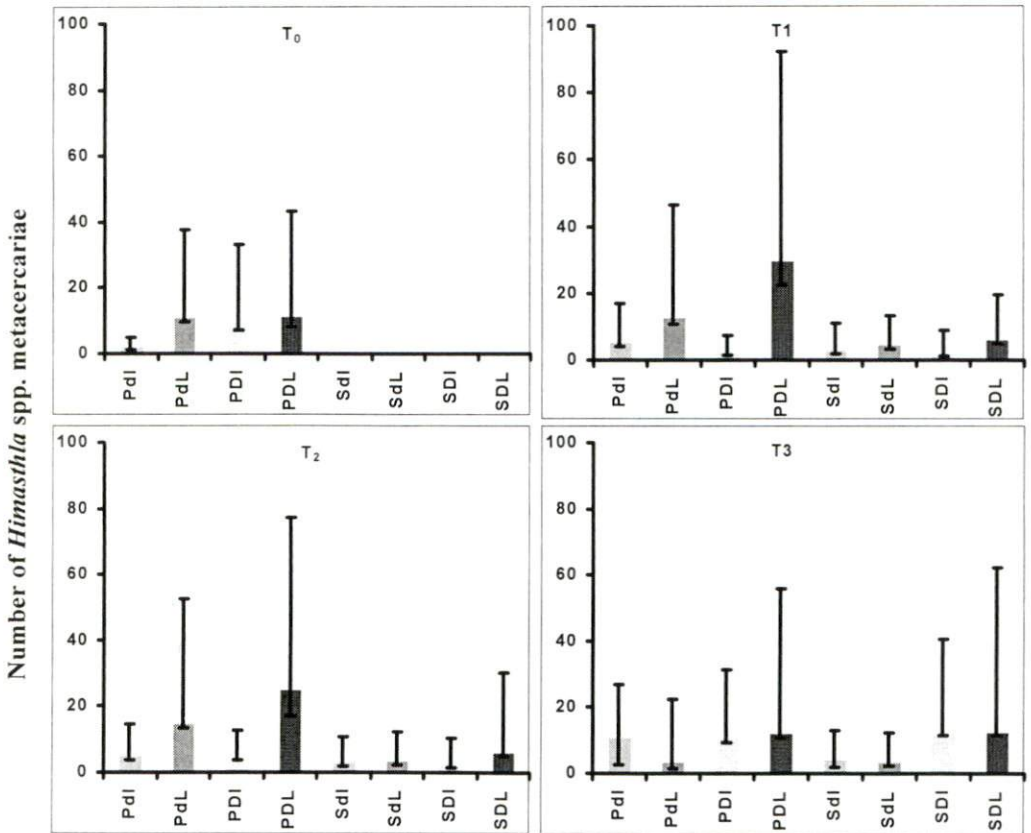 Number of Himasthla spp. metacercariae
T0
100
80
60
40
20
0
PdI
PdL
PDI
PDL
SdI
SdL
SDI
SDL
T1
100
80
60
40
20
0
PdI
PdL
PDI
PDL
SdI
SdL
SDI
SDL
T2
100
80
60
40
20
0
PdI
PdL
PDI
PDL
SdI
SdL
SDI
SDL
T3
100
80
60
40
20
0
PdI
PdL
PDI
PDL
SdI
SdL
SDI
SDL